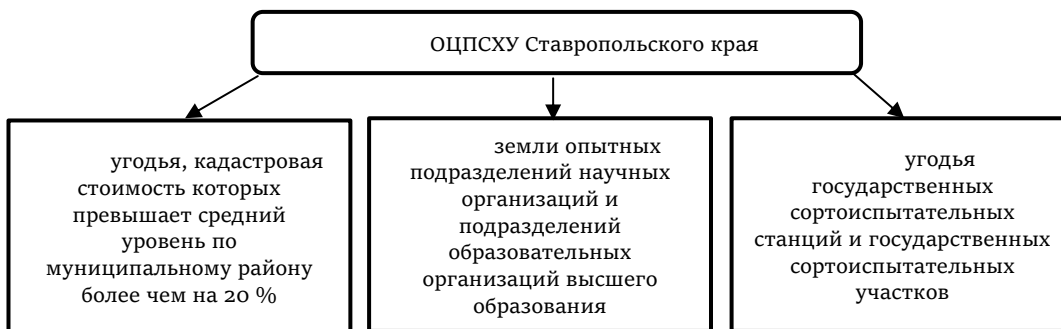 ОЦПСХУ Ставропольского края
угодья, кадастровая
стоимость которых
превышает средний
уровень по
муниципальному району
более чем на 20 %
земли опытных
подразделений научных
организаций и
подразделений
образовательных
организаций высшего
образования
угодья
государственных
сортоиспытательных
станций и государственных
сортоиспытательных
участков